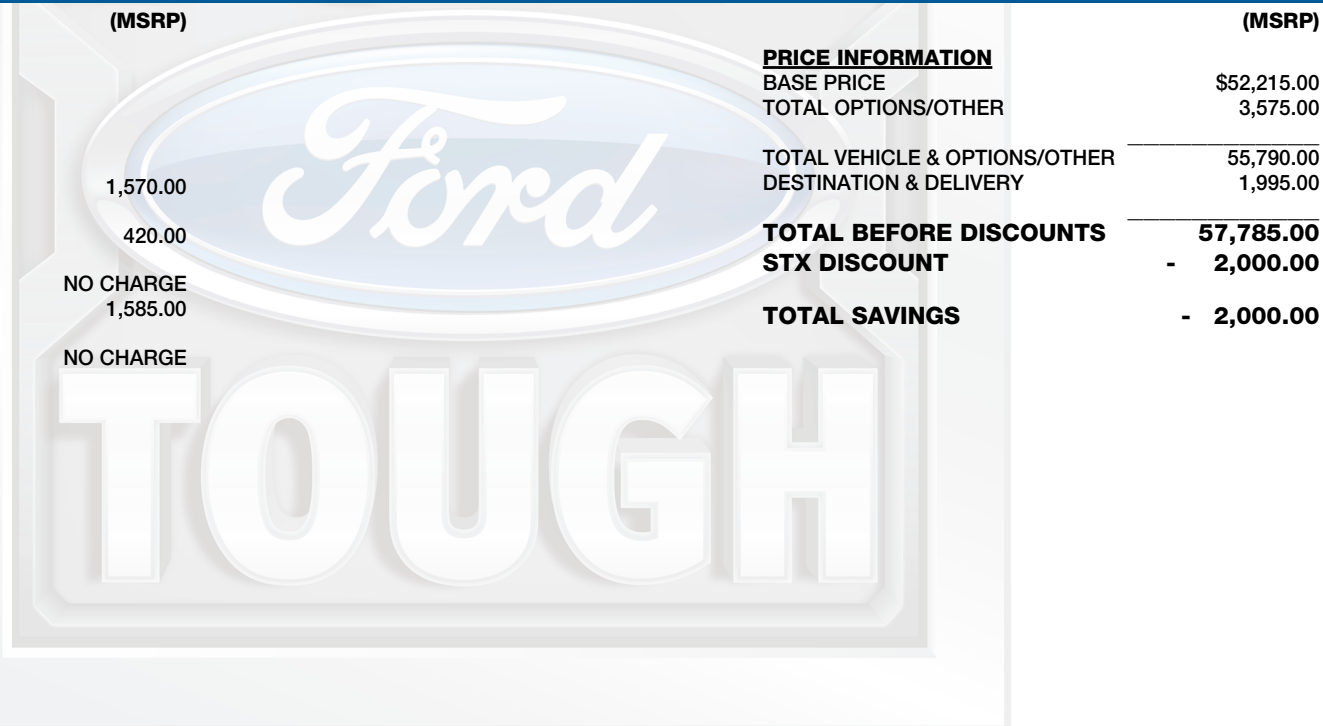 (MSRP)
1,570.00
420.00
NO CHARGE
1,585.00
NO CHARGE
Ford
TOUGH
(MSRP)
PRICE INFORMATION
BASE PRICE $52,215.00
TOTAL OPTIONS/OTHER 3,575.00
TOTAL VEHICLE & OPTIONS/OTHER 55,790.00
DESTINATION & DELIVERY 1,995.00
TOTAL BEFORE DISCOUNTS 57,785.00
STX DISCOUNT - 2,000.00
TOTAL SAVINGS - 2,000.00